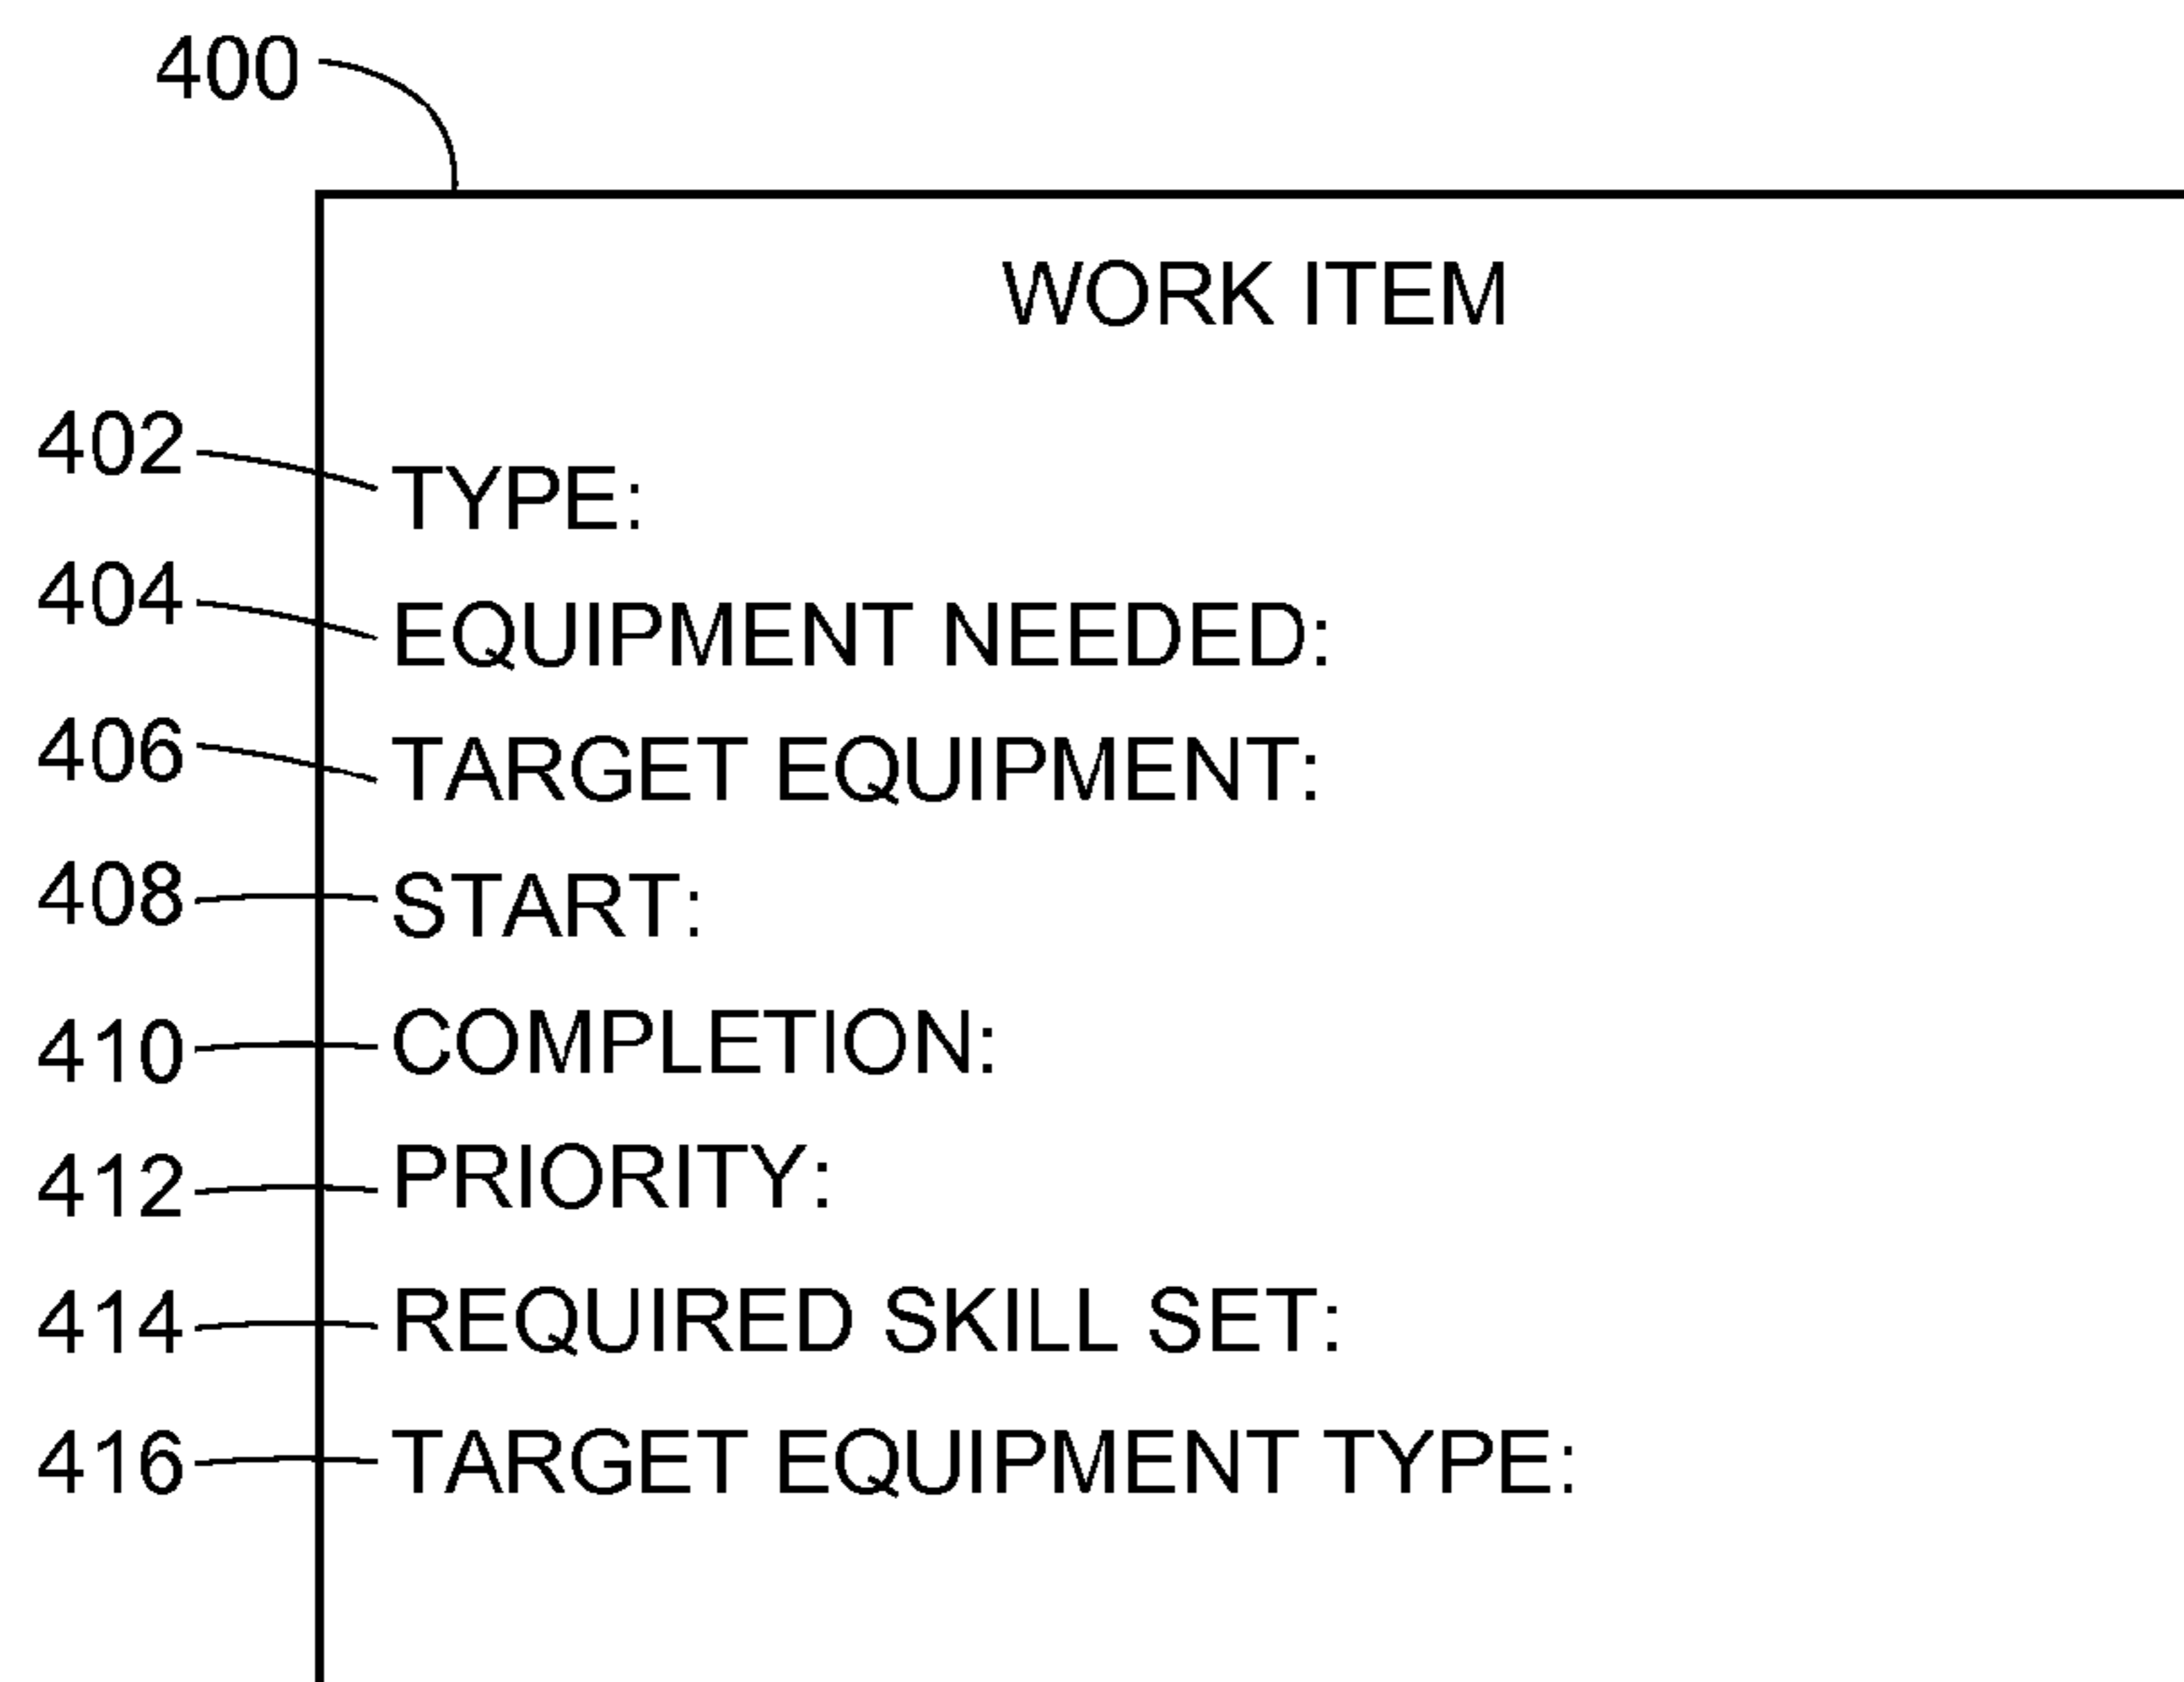 400
WORK ITEM
402 TYPE:
404 EQUIPMENT NEEDED:
406 TARGET EQUIPMENT:
408 START:
410 COMPLETION:
412 PRIORITY:
414 REQUIRED SKILL SET:
416 TARGET EQUIPMENT TYPE: